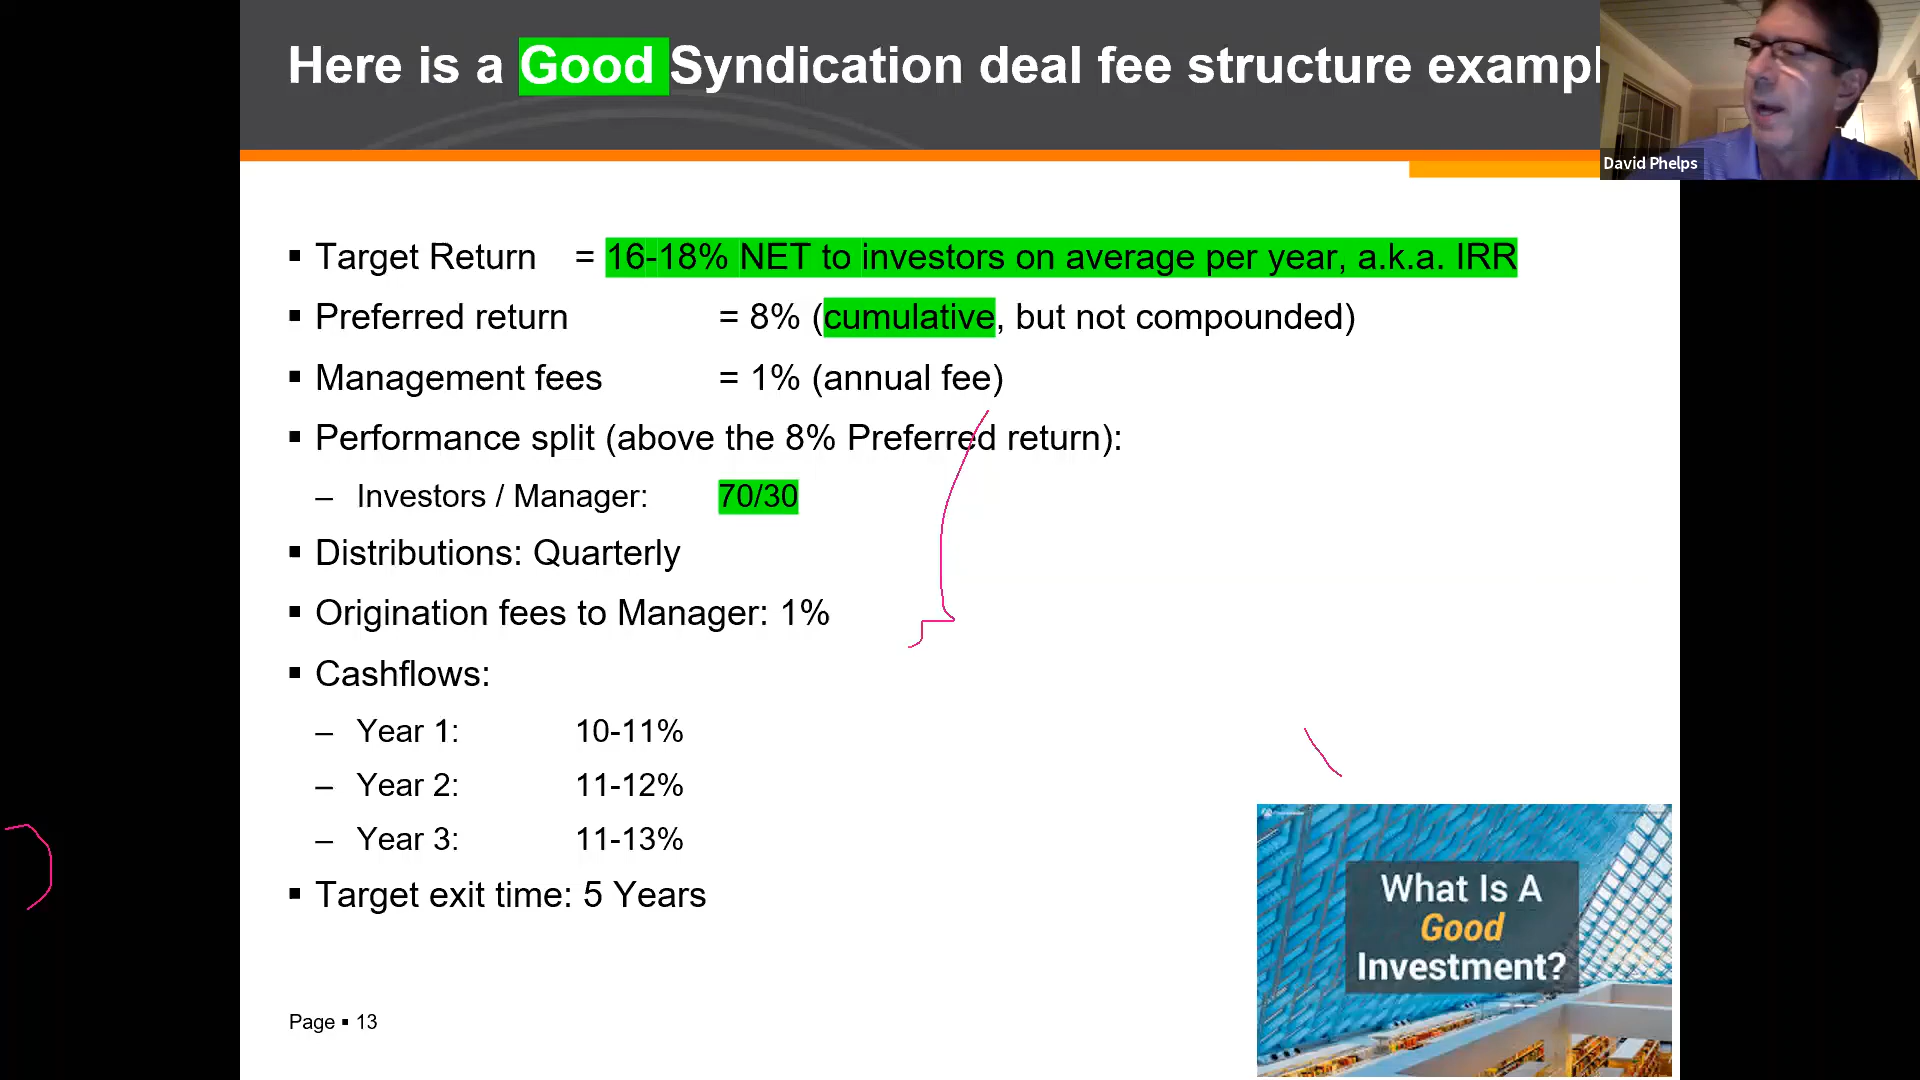 Here is a Good Syndication deal fee structure exampl
David Phelps
▪ Target Return = 16-18% NET to investors on average per year, a.k.a. IRR
▪ Preferred return = 8% (cumulative, but not compounded)
▪ Management fees = 1% (annual fee)
▪ Performance split (above the 8% Preferred return):
– Investors / Manager: 70/30
▪ Distributions: Quarterly
▪ Origination fees to Manager: 1%
▪ Cashflows:
– Year 1: 10-11%
– Year 2: 11-12%
– Year 3: 11-13%
▪ Target exit time: 5 Years
What Is A
Good
Investment?
Page ▪ 13